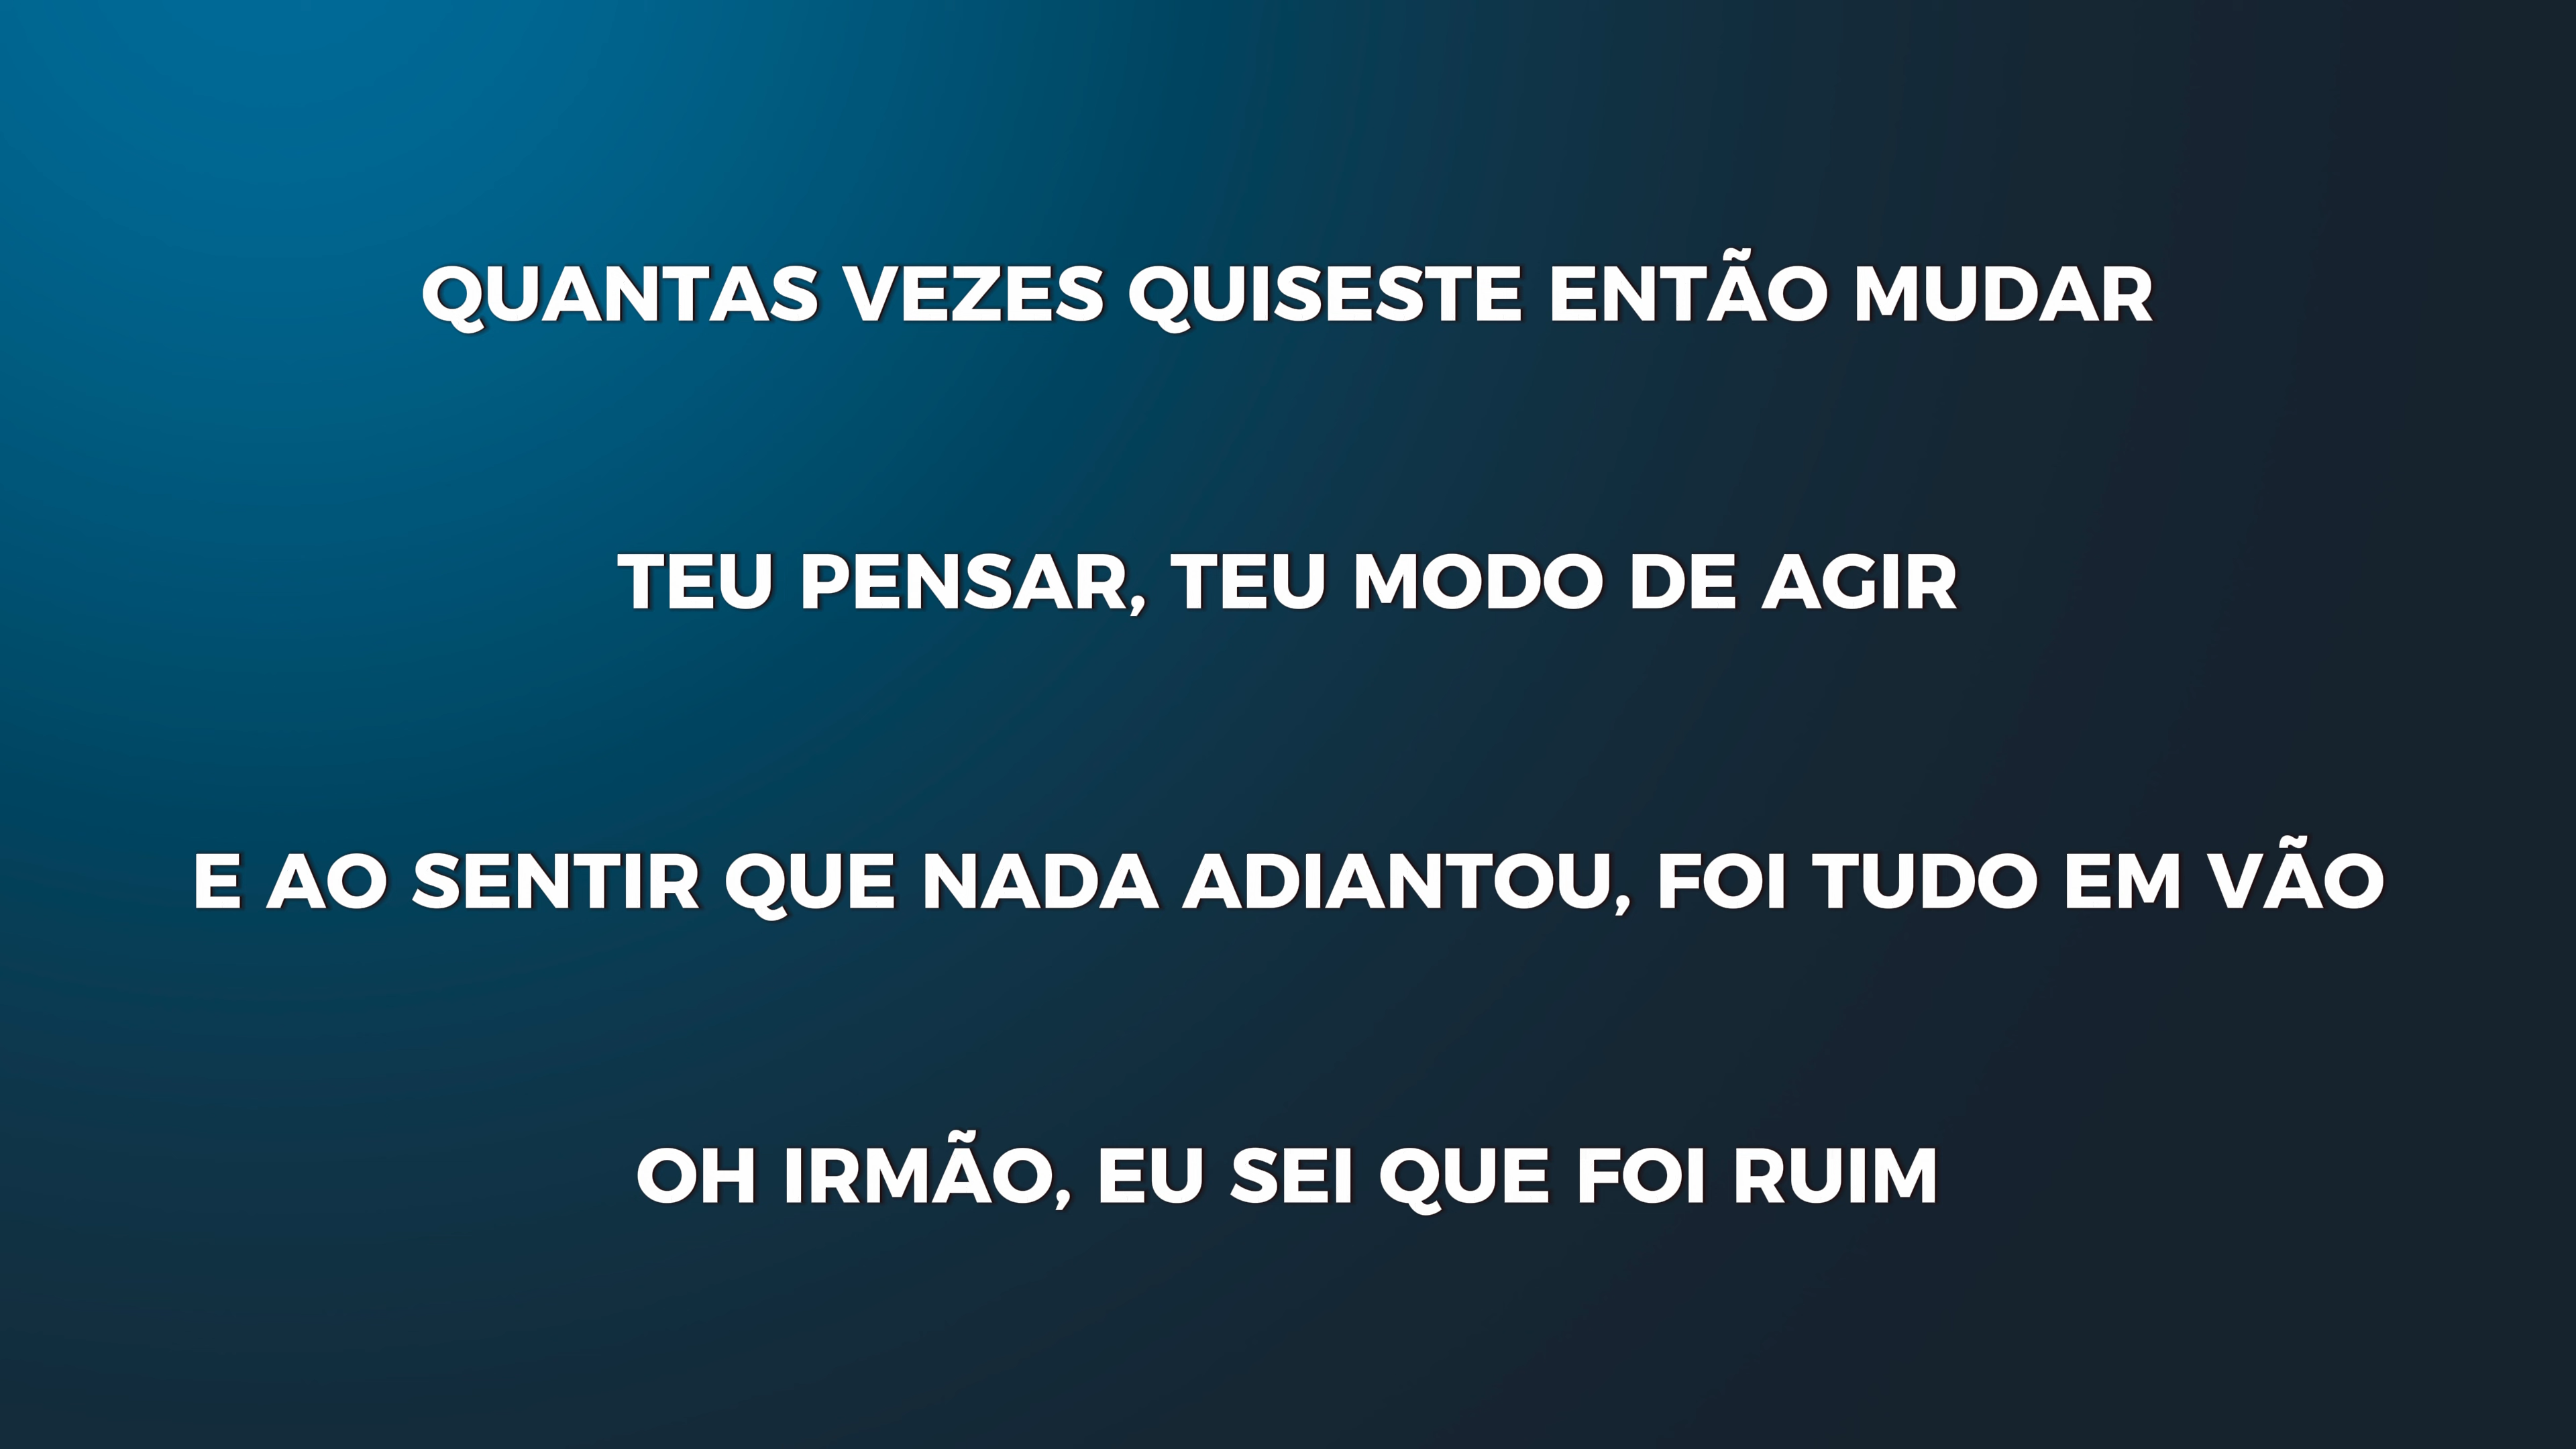 QUANTAS VEZES QUISESTE ENTÃO MUDAR
TEU PENSAR, TEU MODO DE AGIR
E AO SENTIR QUE NADA ADIANTOU, FOI TUDO EM VÃO
OH IRMÃO, EU SEI QUE FOI RUIM